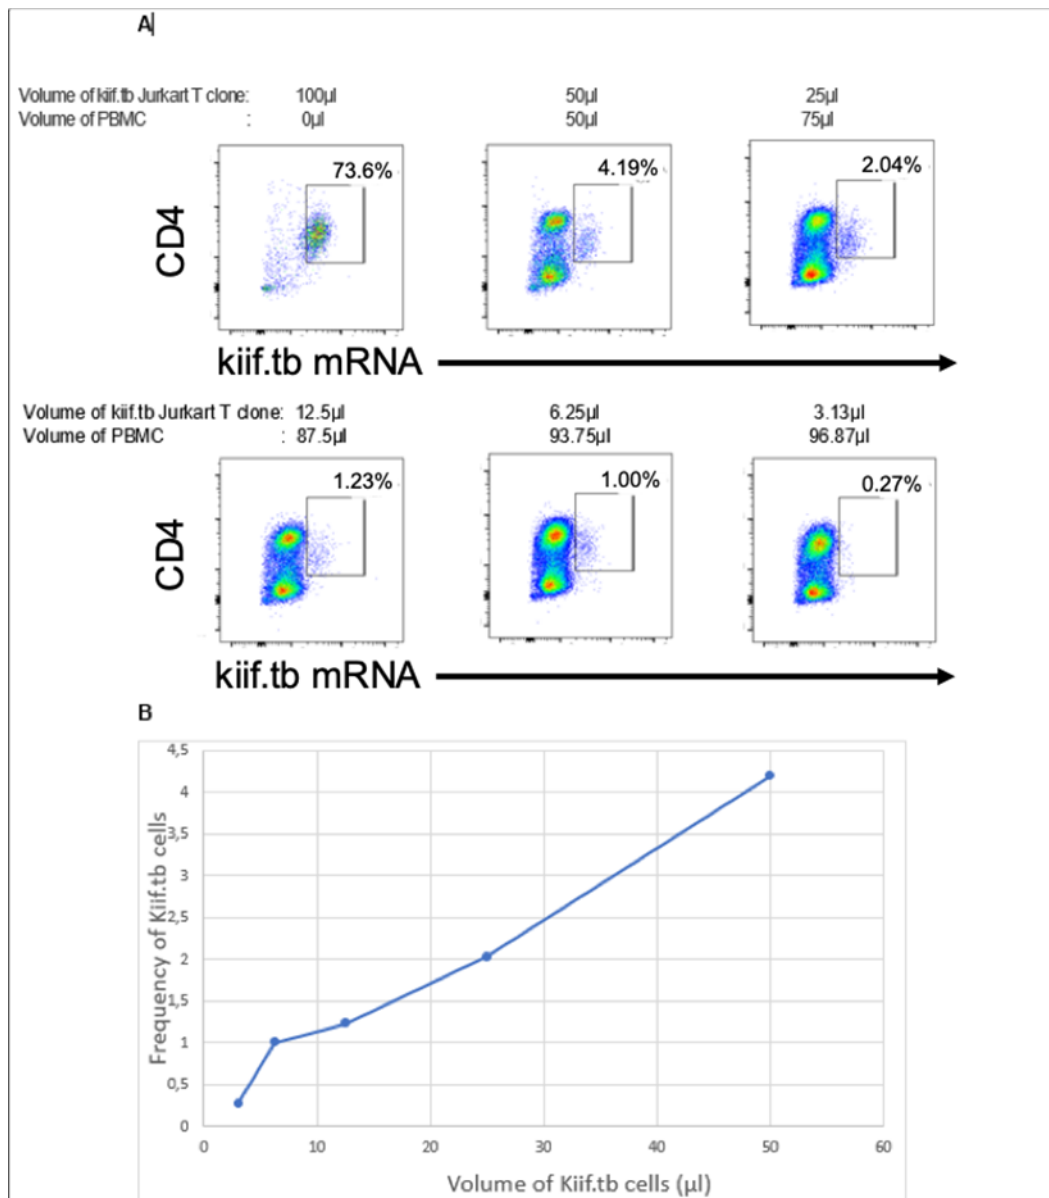 A
Volume of kiif.tb Jurkart T clone: 100µl 50µl 25µl
Volume of PBMC : 0µl 50µl 75µl
73.6% 4.19% 2.04%
CD4
kiif.tb mRNA
Volume of kiif.tb Jurkart T clone: 12.5µl 6.25µl 3.13µl
Volume of PBMC : 87.5µl 93.75µl 96.87µl
1.23% 1.00% 0.27%
CD4
kiif.tb mRNA
B
Frequency of Kiif.tb cells
4,5
4
3,5
3
2,5
2
1,5
1
0,5
0
0 10 20 30 40 50 60
Volume of Kiif.tb cells (µl)